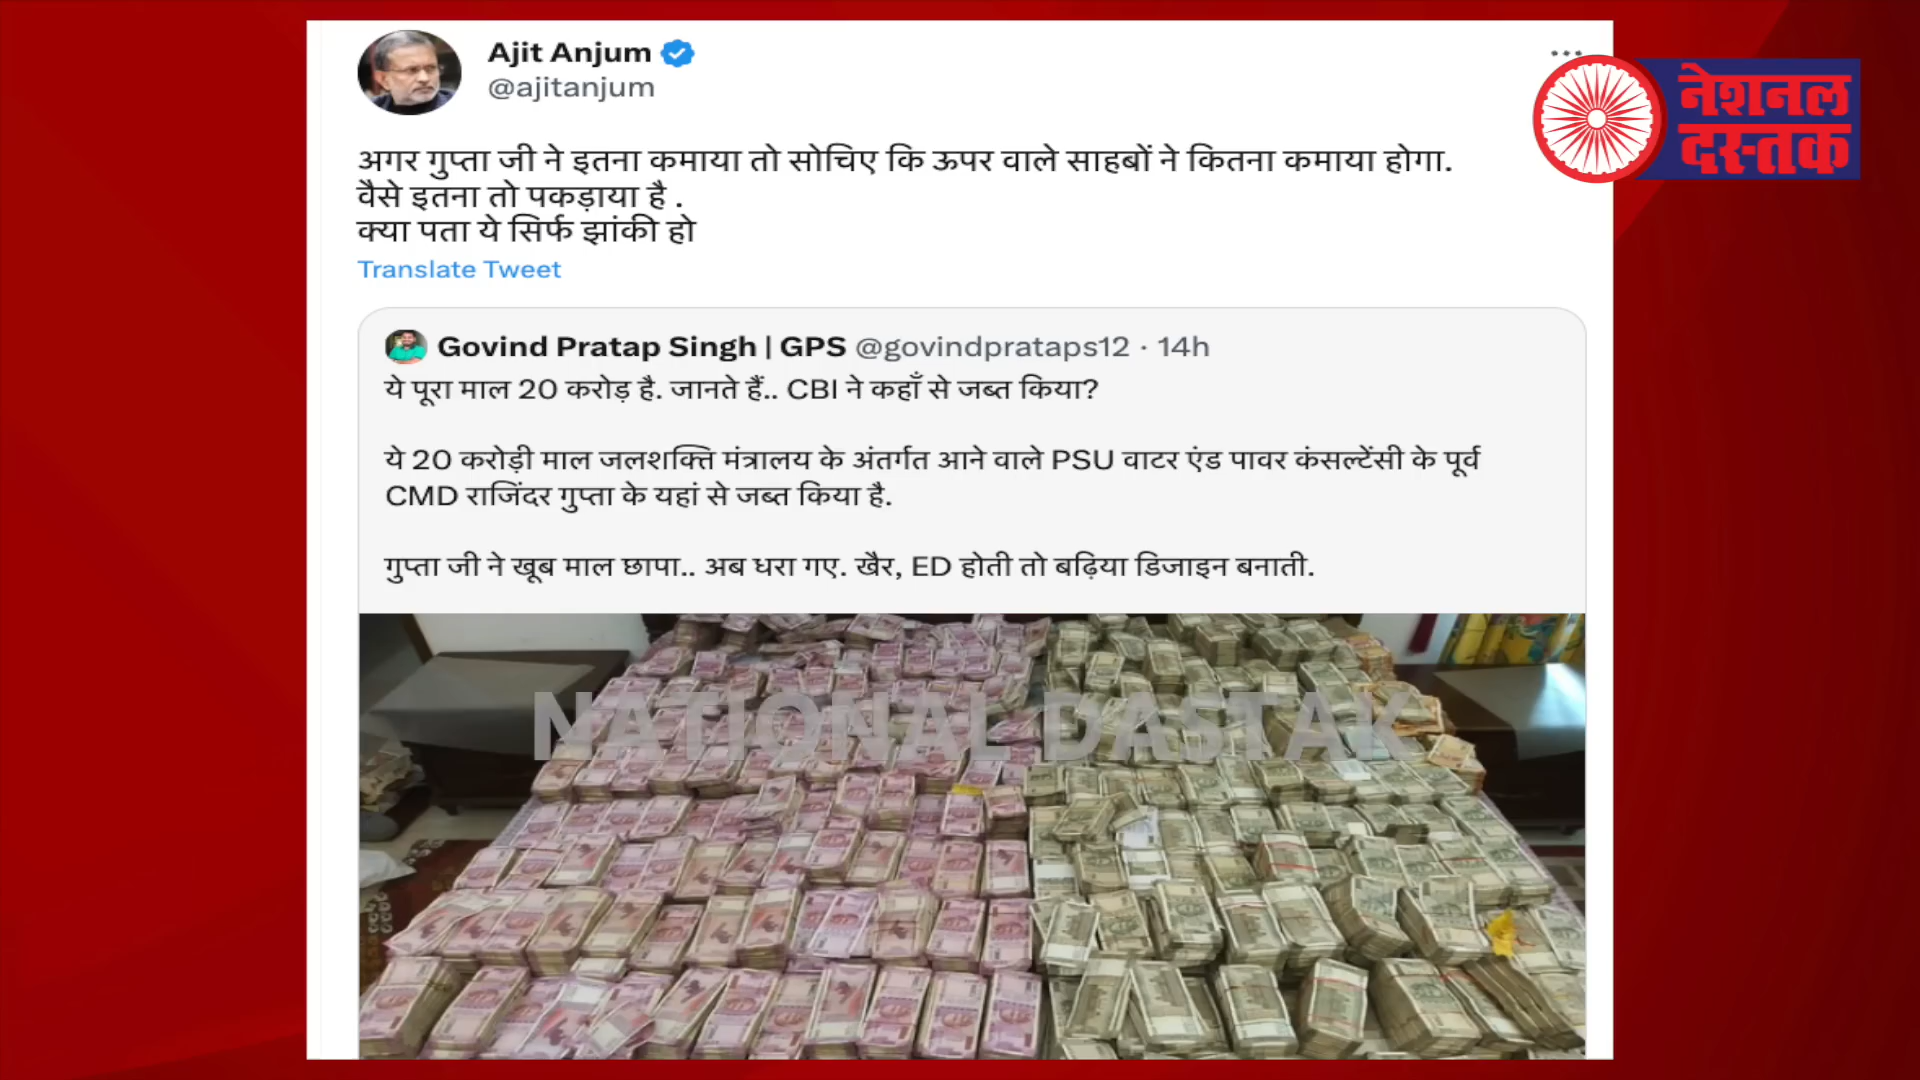 Ajit Anjum
@ajitanjum
नेशनल
दस्तक
अगर गुप्ता जी ने इतना कमाया तो सोचिए कि ऊपर वाले साहबों ने कितना कमाया होगा.
वैसे इतना तो पकड़ाया है .
क्या पता ये सिर्फ झांकी हो
Translate Tweet
Govind Pratap Singh | GPS @govindprataps12 · 14h
ये पूरा माल 20 करोड़ है. जानते हैं.. CBI ने कहाँ से जब्त किया?
ये 20 करोड़ी माल जलशक्ति मंत्रालय के अंतर्गत आने वाले PSU वाटर एंड पावर कंसल्टेंसी के पूर्व
CMD राजिंदर गुप्ता के यहां से जब्त किया है.
गुप्ता जी ने खूब माल छापा.. अब धरा गए. खैर, ED होती तो बढ़िया डिजाइन बनाती.
NATIONAL DASTAK